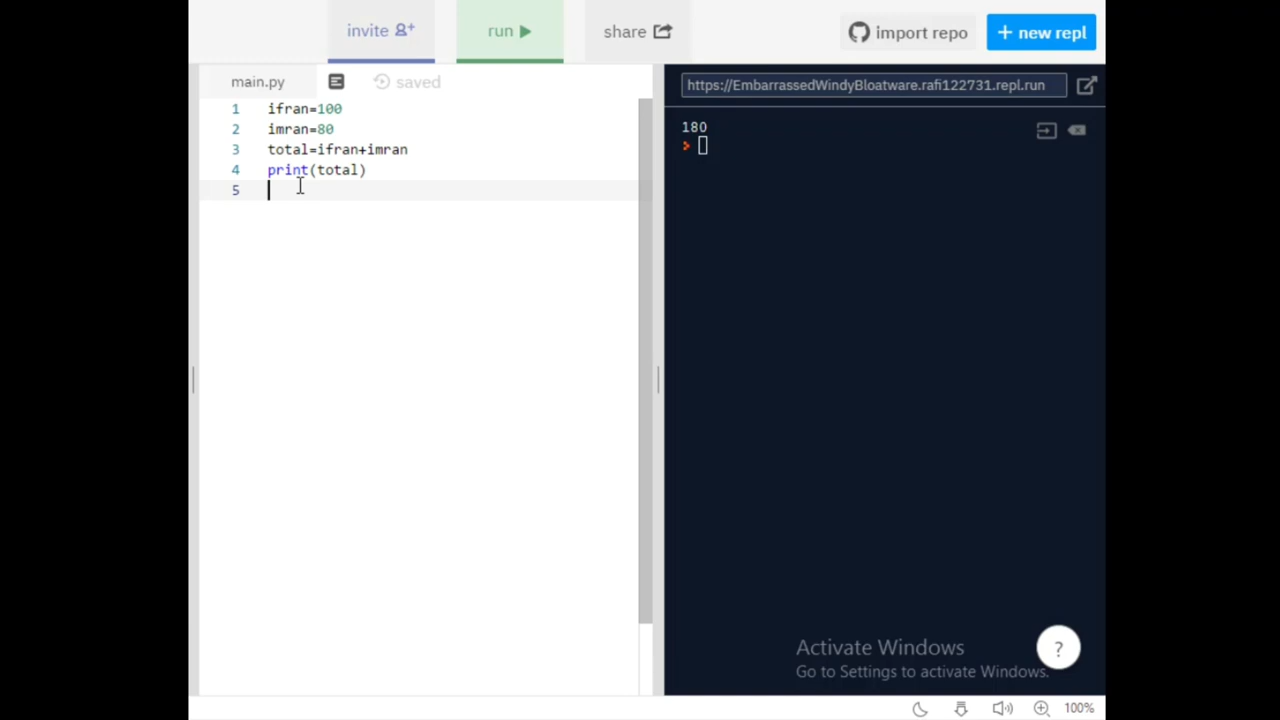 invite
run
share
import repo
+ new repl
main.py
saved
https://EmbarrassedWindyBloatware.rafi122731.repl.run
1 ifran=100
2 imran=80
3 total=ifran+imran
4 print(total)
5
180
>
Activate Windows
Go to Settings to activate Windows.
?
100%